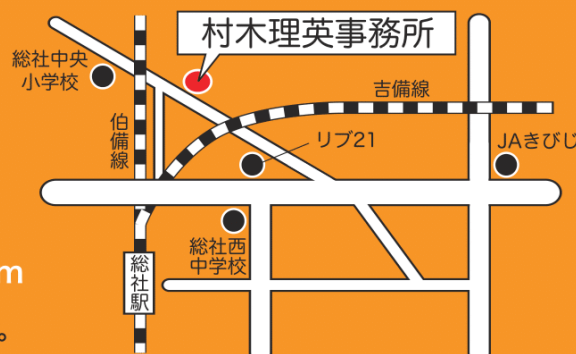 村木理英事務所
総社中央
小学校
吉備線
伯備線
リブ21
JAきびじ
総社西
中学校
総社駅
m
。